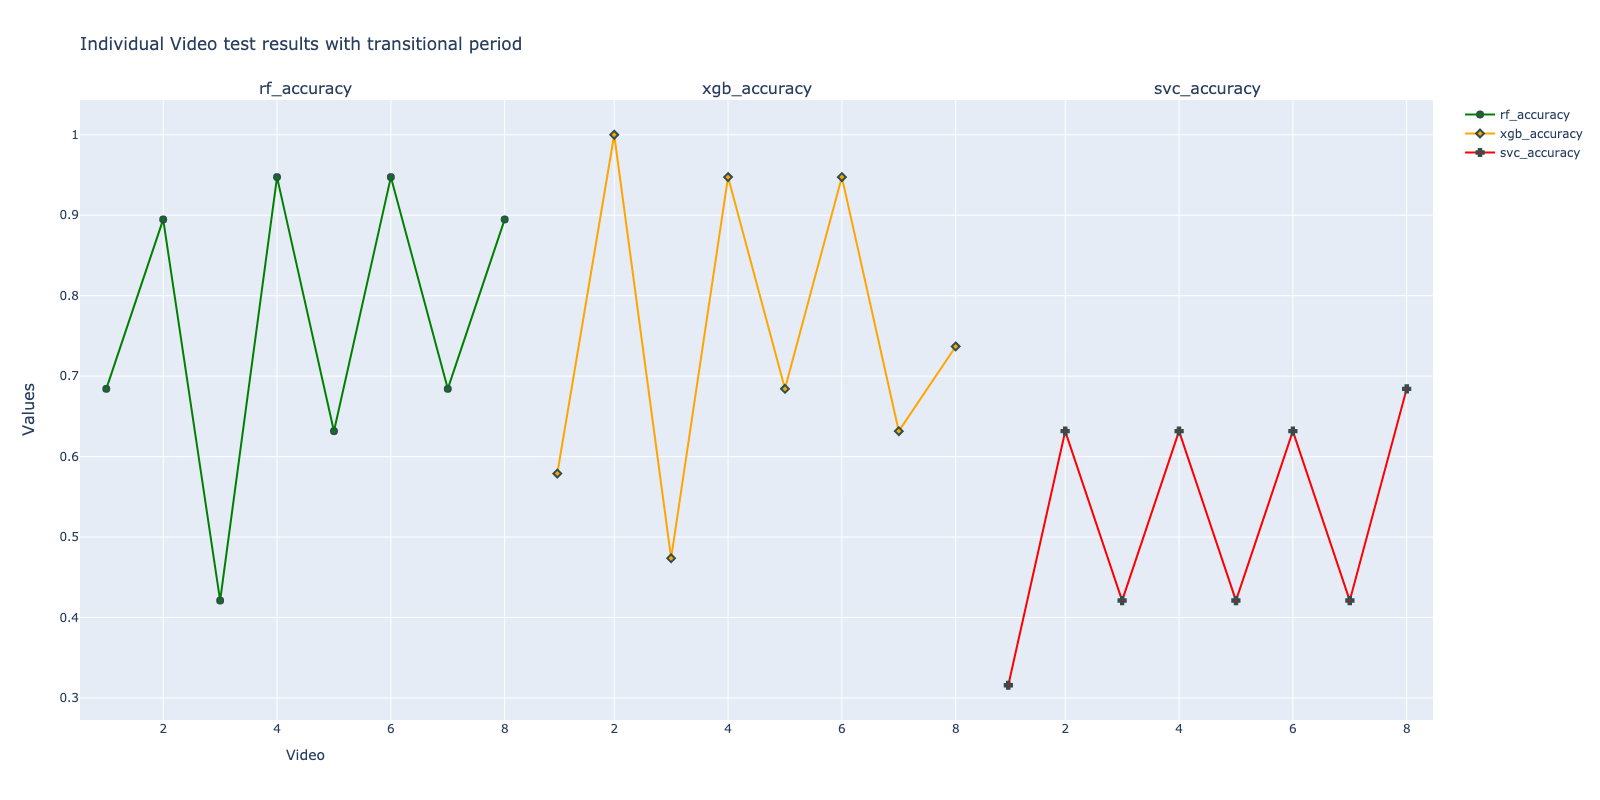 Individual Video test results with transitional period
rf_accuracy
xgb_accuracy
svc_accuracy
rf_accuracy
xgb_accuracy
svc_accuracy
1
0.9
0.8
0.7
0.6
0.5
0.4
0.3
Values
2 4 6 8
2 4 6 8
2 4 6 8
Video